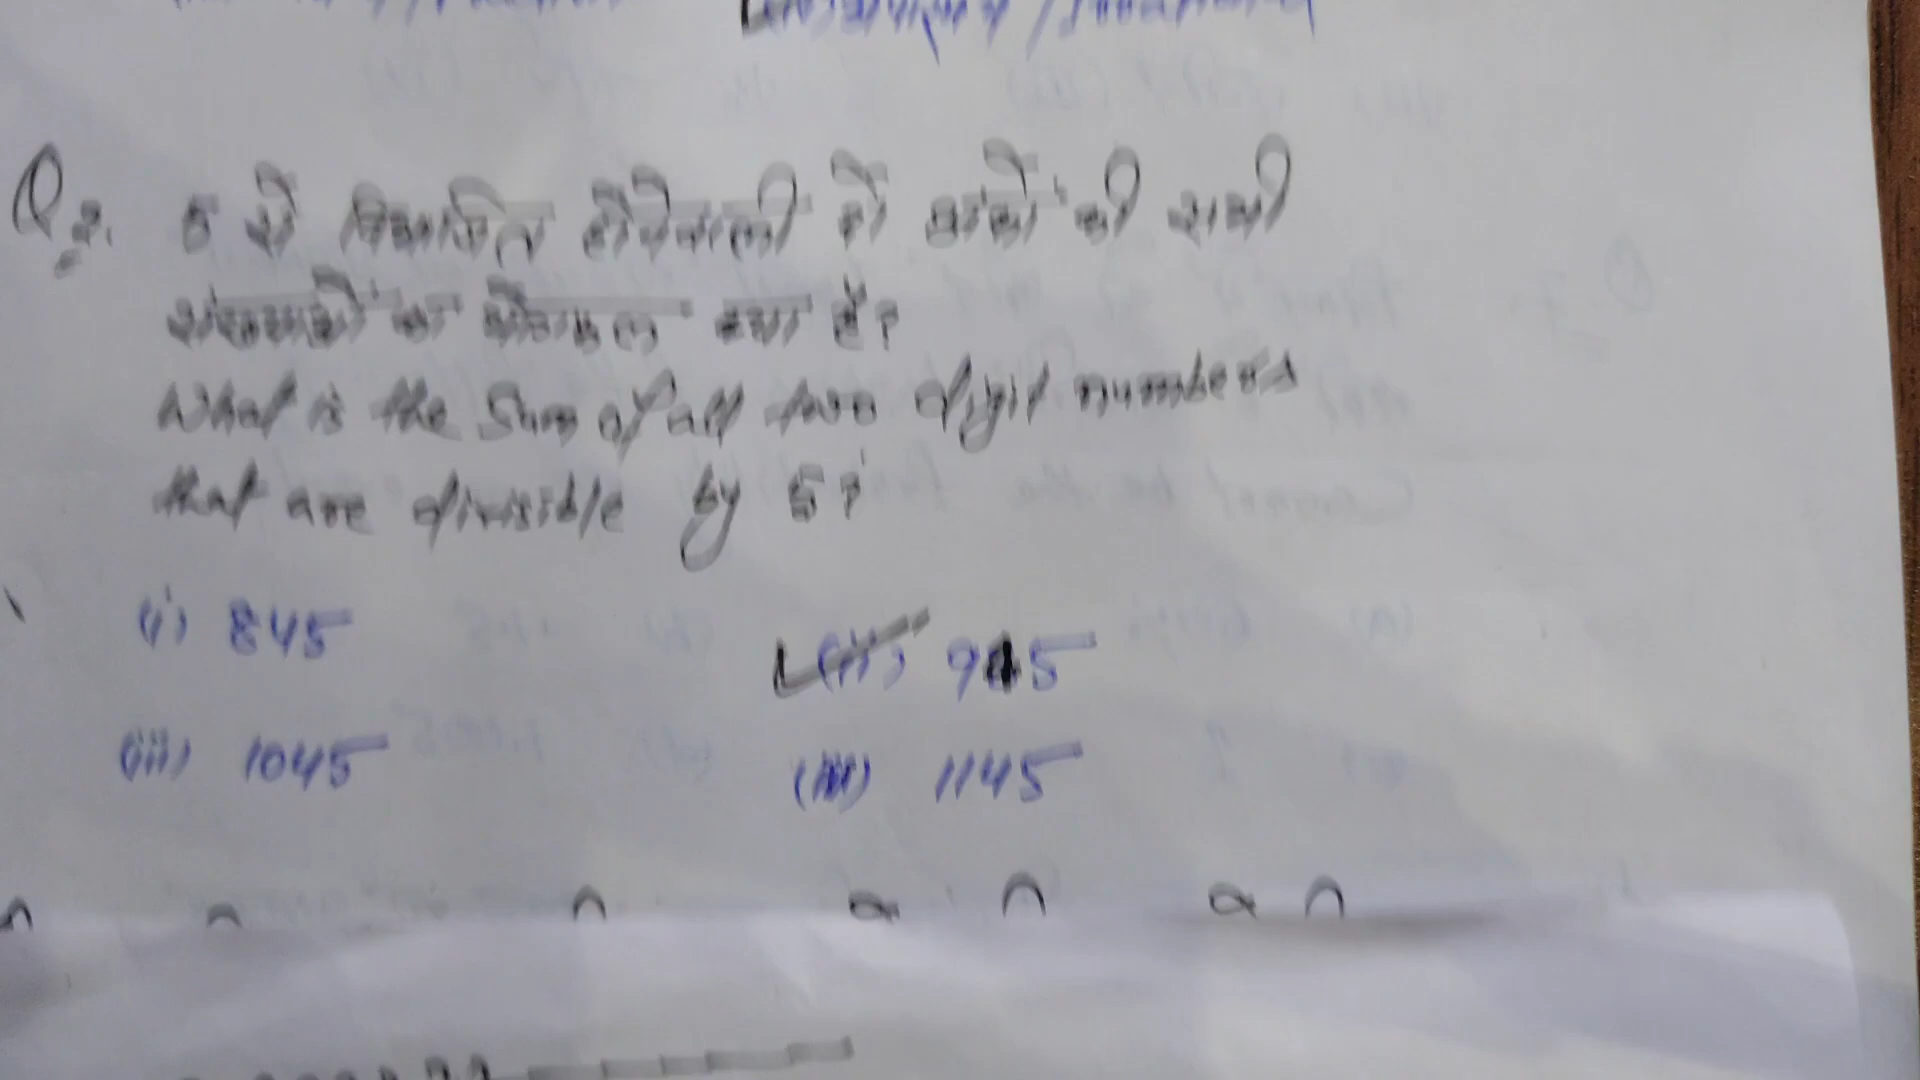 Q 2. 5 से विभाजित होनेवाली दो अंकों की सभी
संख्याओं का योगफल क्या है?
What is the Sum of all two digit numbers
that are divisible by 5?
(i) 845
(ii) 945
(iii) 1045
(iv) 1145